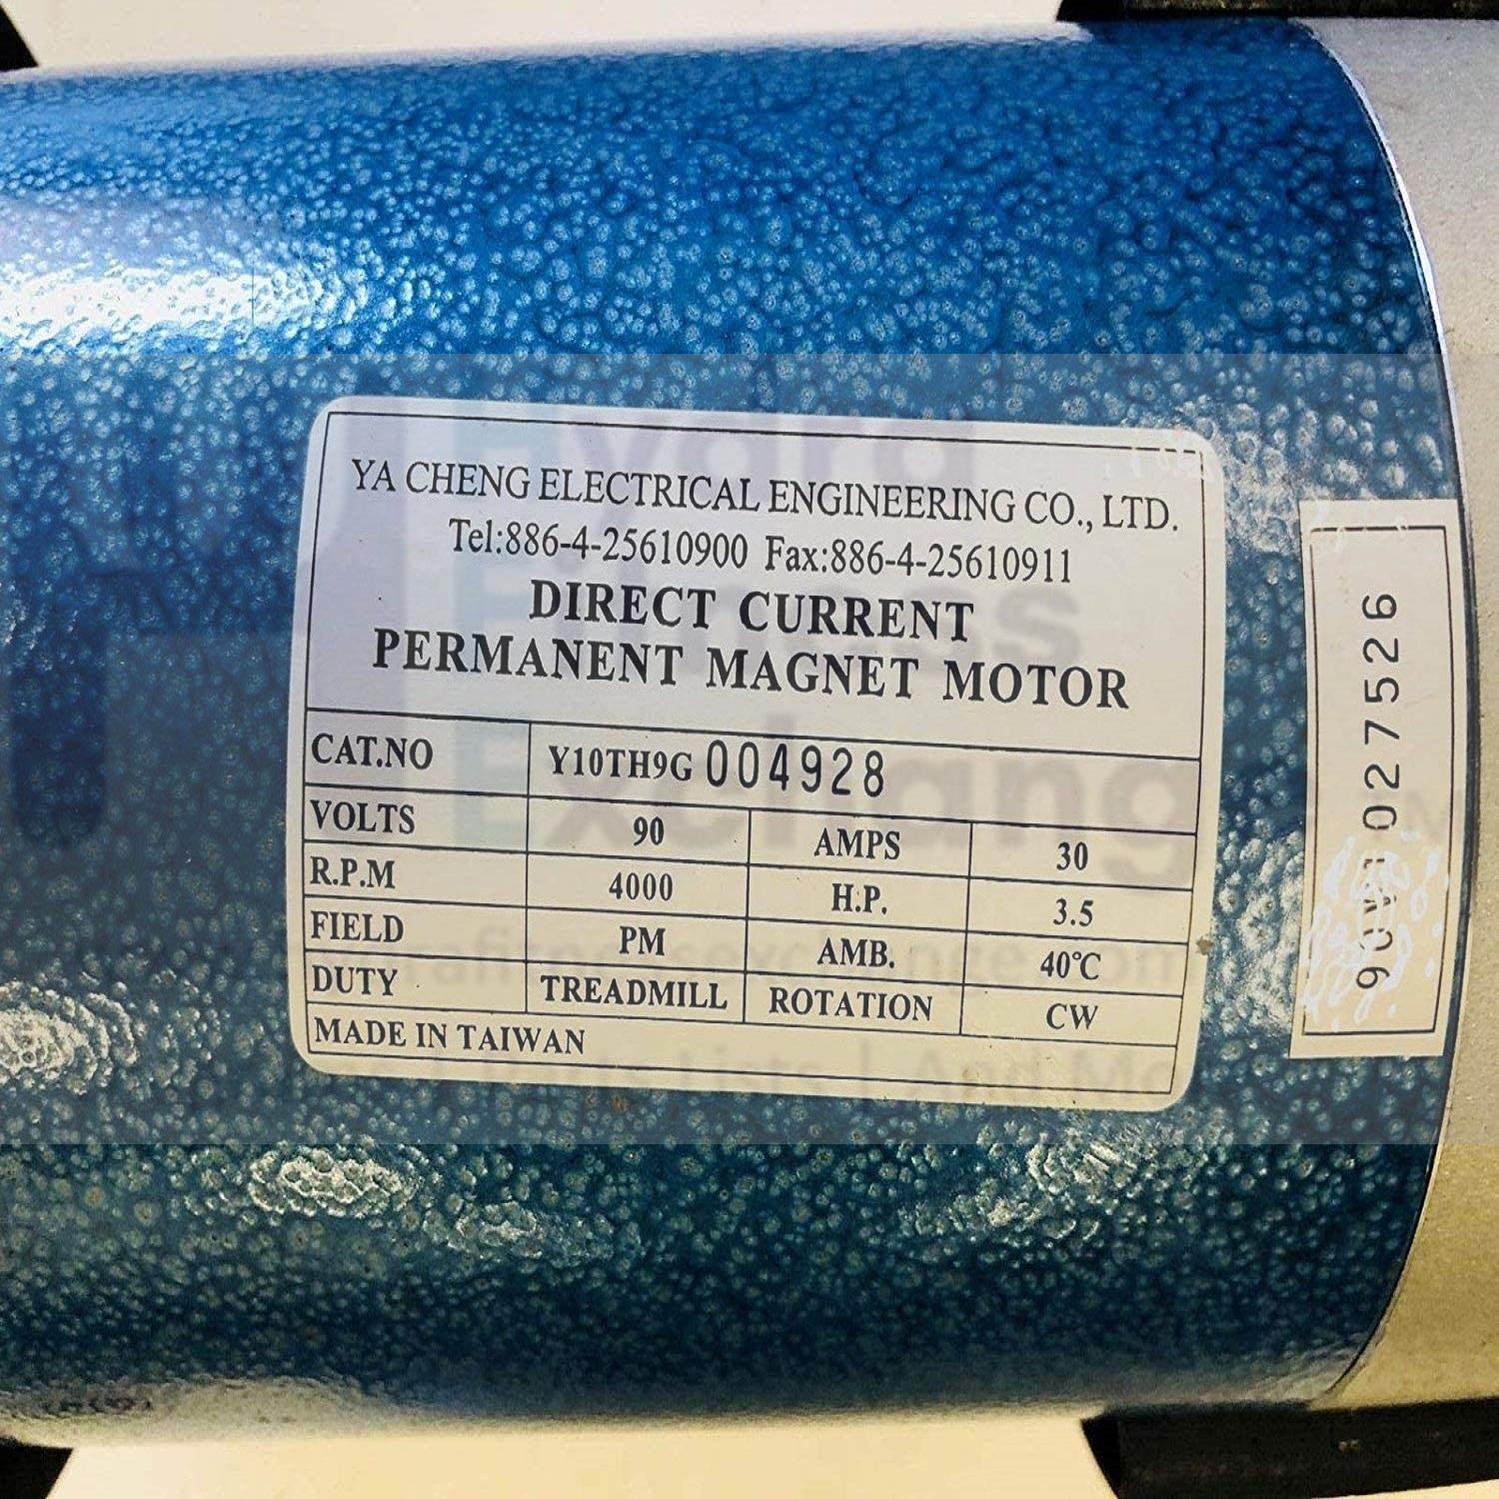 YA CHENG ELECTRICAL ENGINEERING CO., LTD.
Tel:886-4-25610900 Fax:886-4-25610911
DIRECT CURRENT
PERMANENT MAGNET MOTOR
CAT.NO Y10TH9G 004928
VOLTS 90 AMPS 30
R.P.M 4000 H.P. 3.5
FIELD PM AMB. 40℃
DUTY TREADMILL ROTATION CW
MADE IN TAIWAN
027526